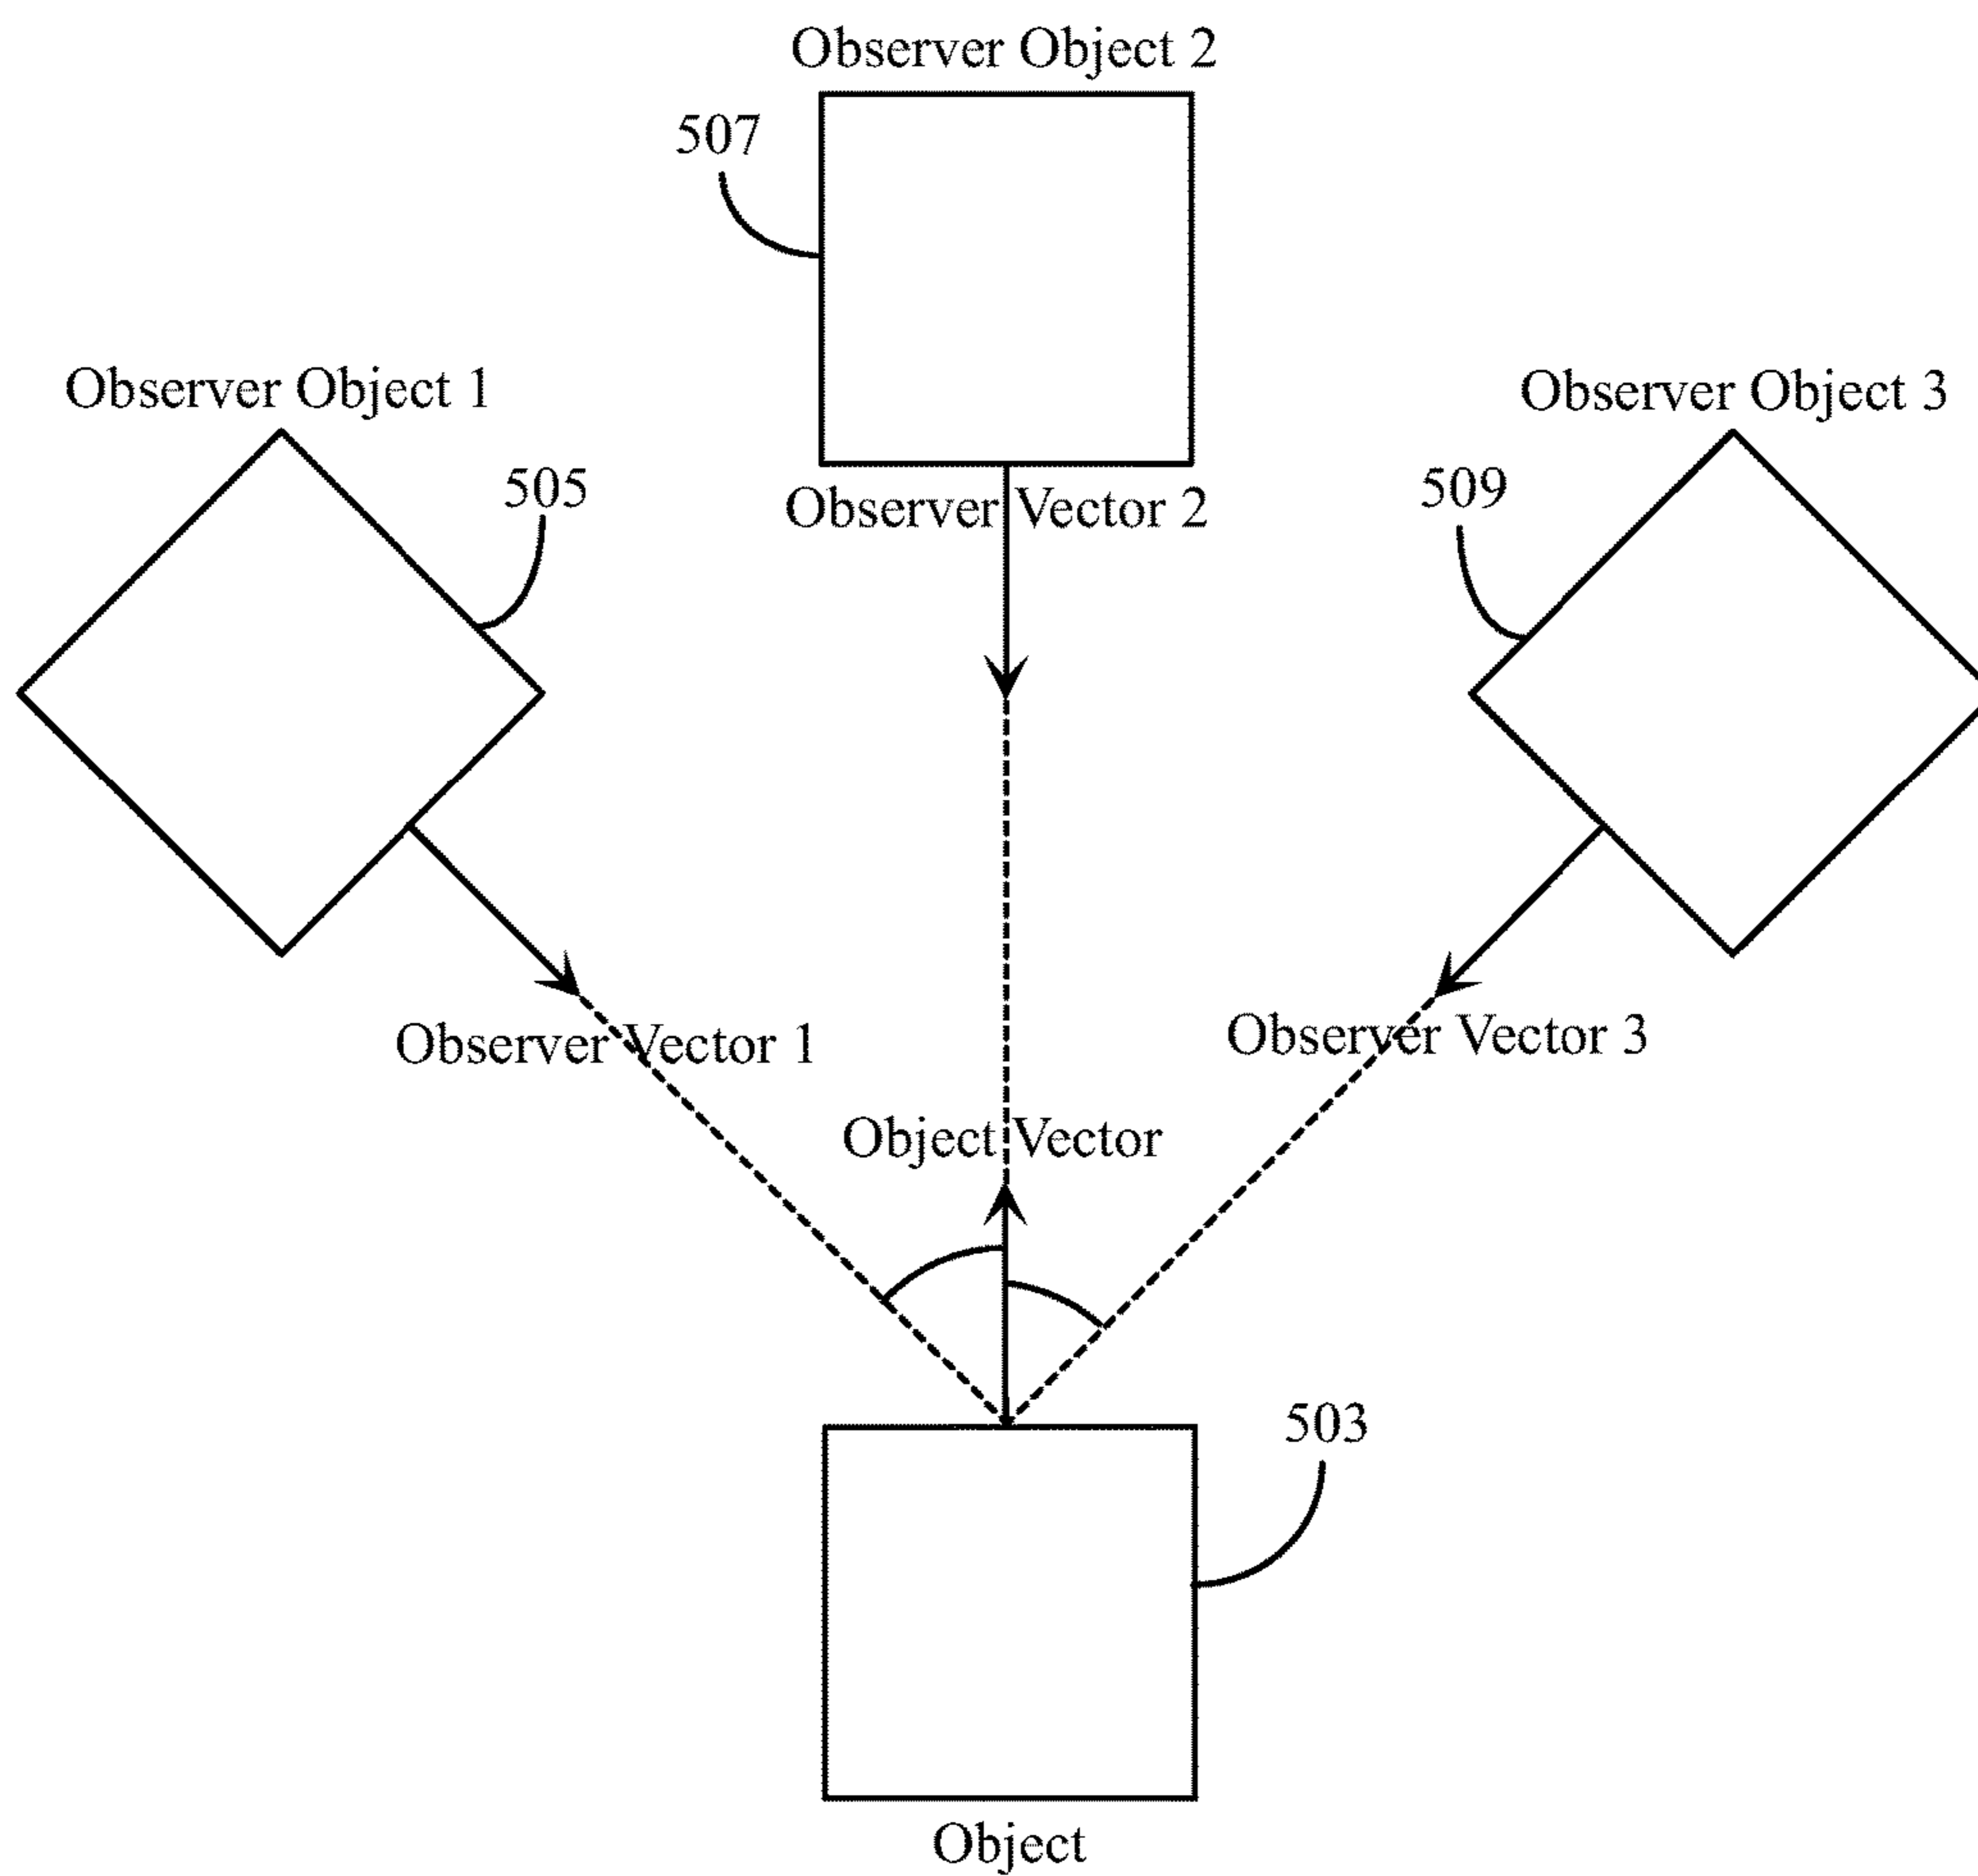 Observer Object 2
507
Observer Object 1
Observer Object 3
505
509
Observer Vector 2
Observer Vector 1
Observer Vector 3
Object Vector
503
Object